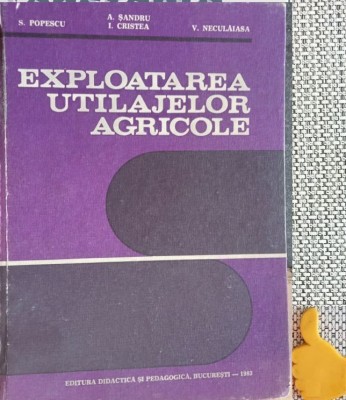 A. ŞANDRU
S. POPESCU I. CRISTEA V. NECULĂIASA
EXPLOATAREA
UTILAJELOR
AGRICOLE
EDITURA DIDACTICĂ ŞI PEDAGOGICĂ, BUCUREŞTI — 1983